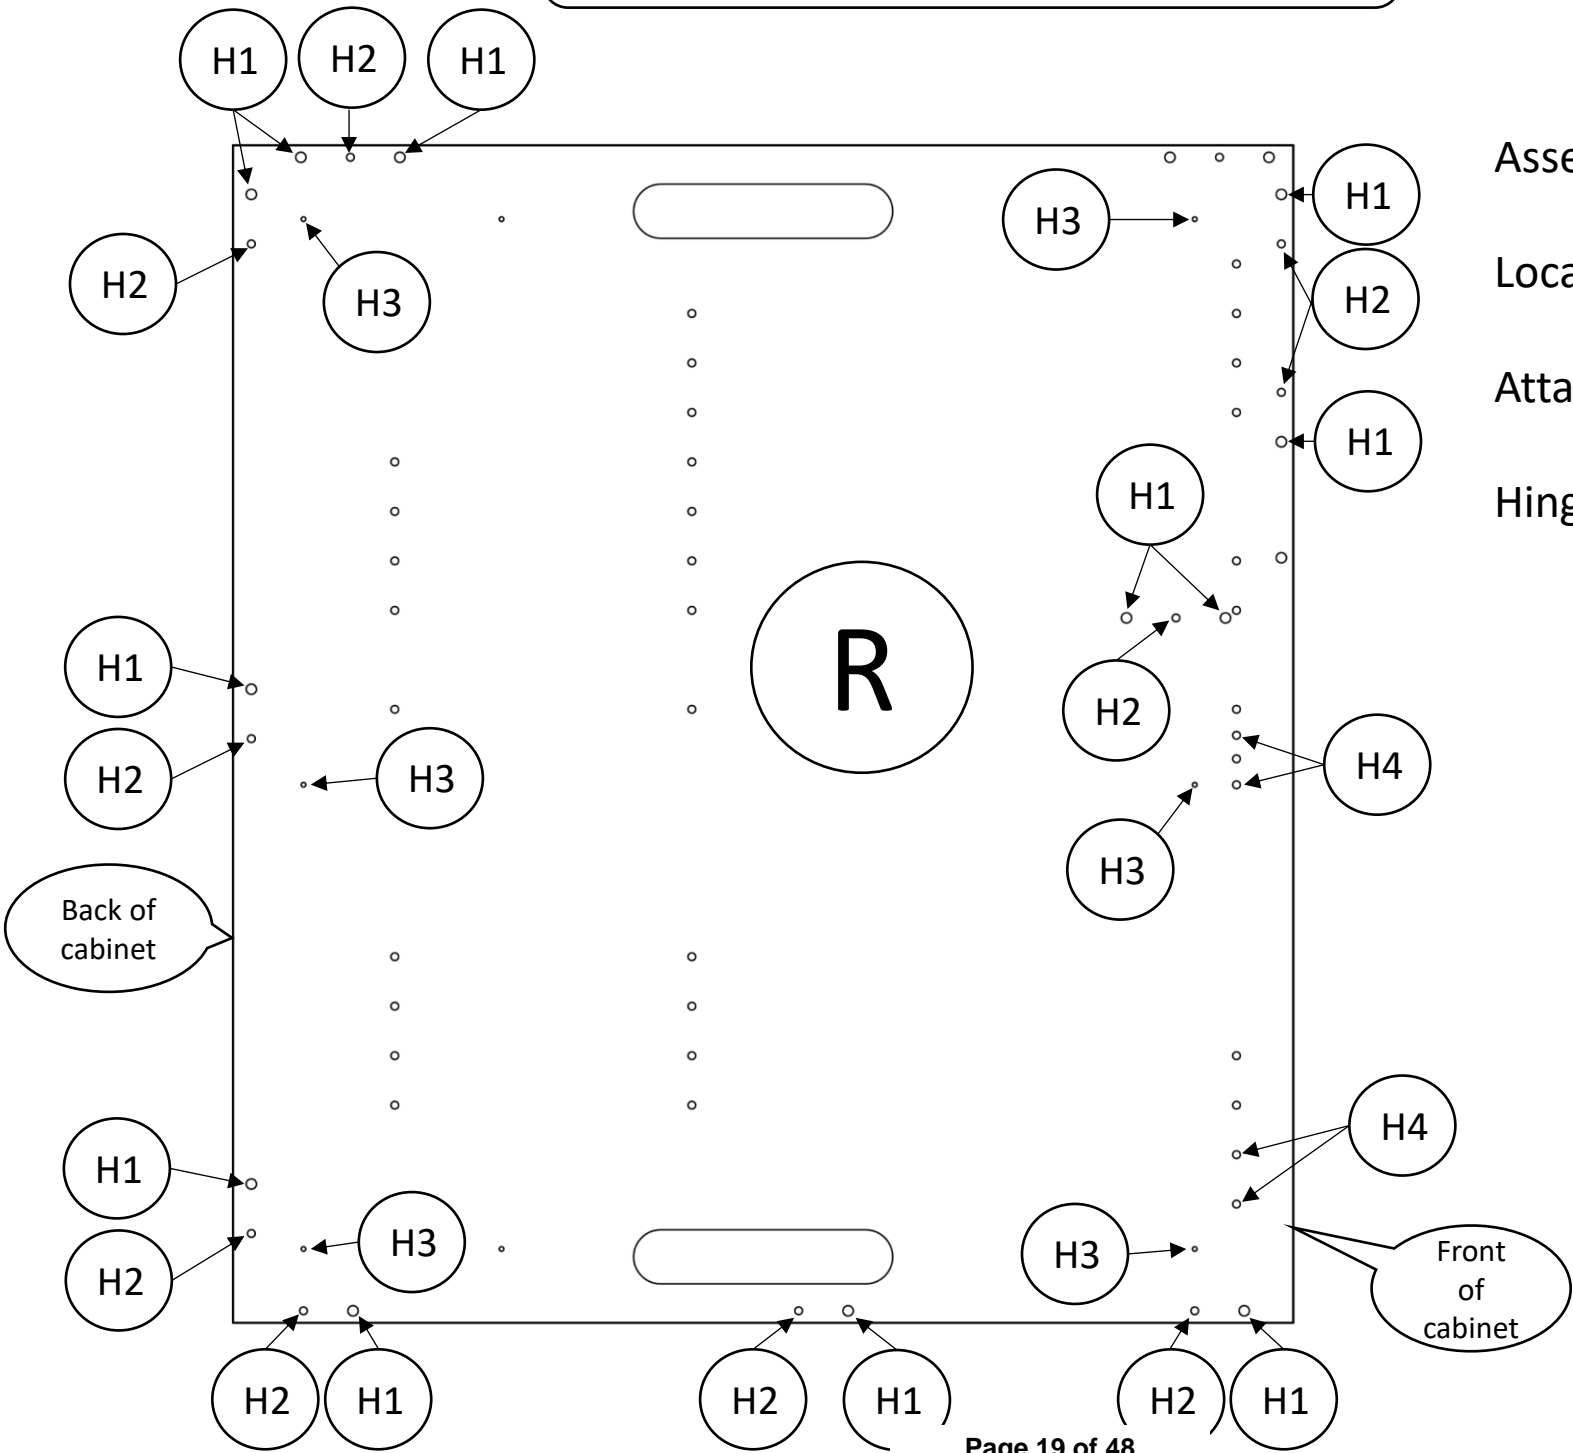 H1 H2 H1
Asse
H1
H3
H2
H3
Loca
H2
Atta
H1
H1
Hing
R
H1
H2
H2
H3
H4
H3
Back of
cabinet
H1
H4
H2
H3
H3
Front
of
cabinet
H2 H1 H2 H1 H2 H1
Page 19 of 48